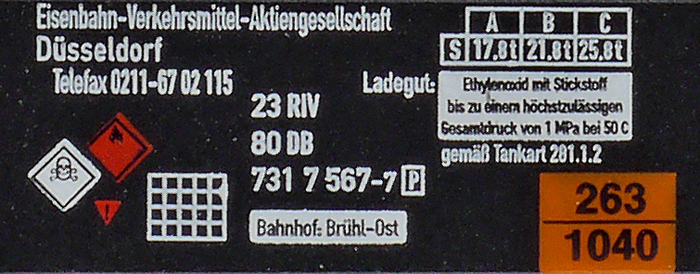 Eisenbahn-Verkehrsmittel-Aktiengesellschaft
Düsseldorf
Telefax 0211-67 02 115
A B C
S 17,8t 21,8t 25,8t
Ladegut:
Ethylenoxid mit Stickstoff
bis zu einem höchstzulässigen
Gesamtdruck von 1 MPa bei 50 C
gemäß Tankart 281.1.2
23 RIV
80 DB
731 7 567-7 P
Bahnhof: Brühl-Ost
!
263
1040